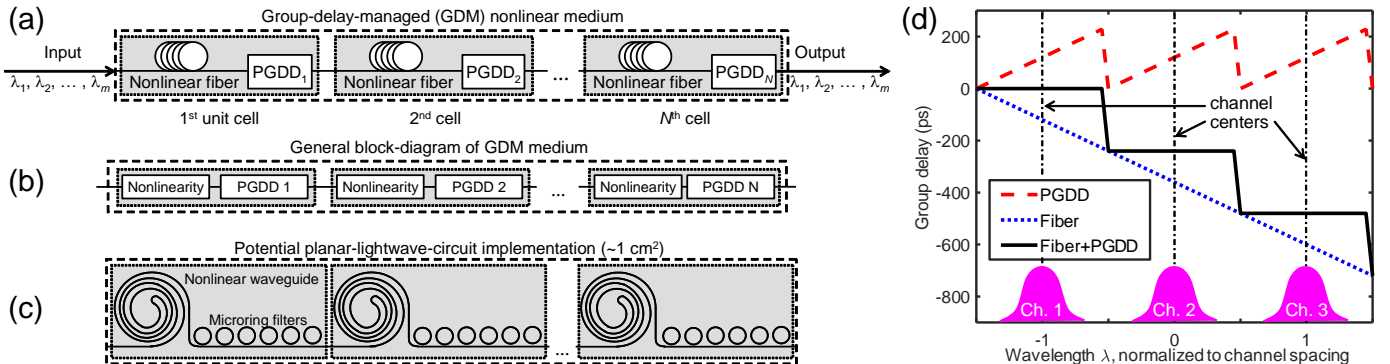 (a)
Group-delay-managed (GDM) nonlinear medium
Input
Output
Nonlinear fiber
PGDD1
Nonlinear fiber
PGDD2
...
Nonlinear fiber
PGDDN
λ1, λ2, ... , λm
λ1, λ2, ... , λm
1st unit cell
2nd cell
Nth cell
(b)
General block-diagram of GDM medium
Nonlinearity
PGDD 1
Nonlinearity
PGDD 2
...
Nonlinearity
PGDD N
(c)
Potential planar-lightwave-circuit implementation (~1 cm2)
Nonlinear waveguide
Microring filters
...
(d)
Group delay (ps)
200
0
-200
-400
-600
-800
channel
centers
PGDD
Fiber
Fiber+PGDD
Ch. 1
Ch. 2
Ch. 3
-1
0
1
Wavelength λ, normalized to channel spacing